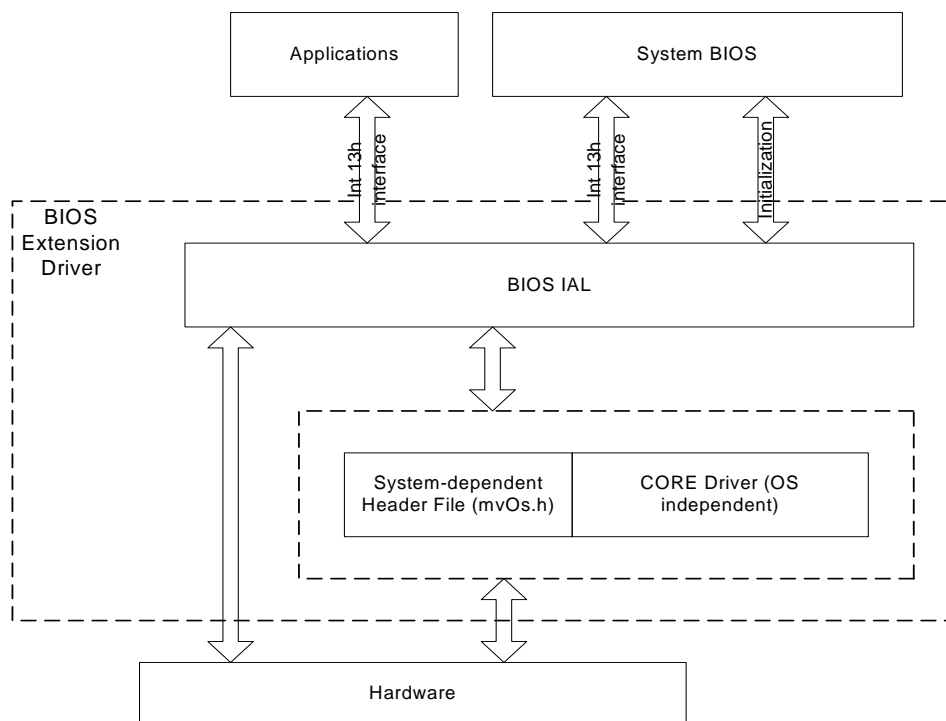 Applications
System BIOS
Int 13h
interface
Int 13h
interface
Initialization
BIOS
Extension
Driver
BIOS IAL
System-dependent
Header File (mvOs.h)
CORE Driver (OS
independent)
Hardware